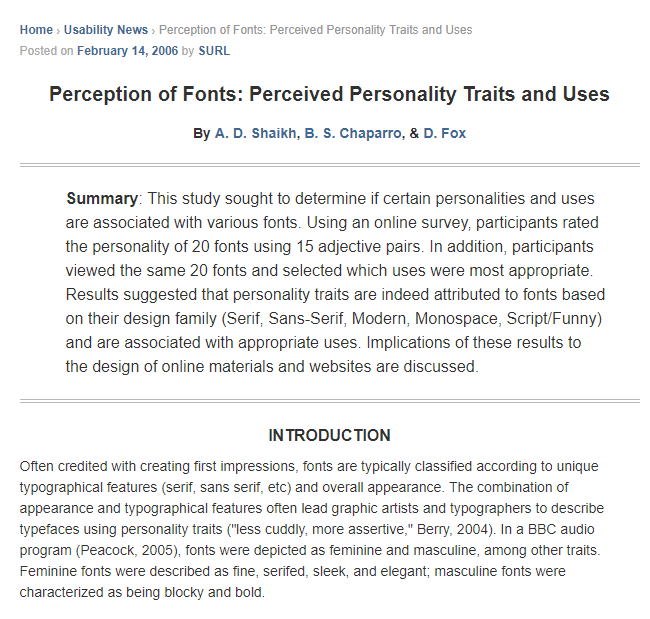 Home › Usability News › Perception of Fonts: Perceived Personality Traits and Uses
Posted on February 14, 2006 by SURL
Perception of Fonts: Perceived Personality Traits and Uses
By A. D. Shaikh, B. S. Chaparro, & D. Fox
Summary: This study sought to determine if certain personalities and uses
are associated with various fonts. Using an online survey, participants rated
the personality of 20 fonts using 15 adjective pairs. In addition, participants
viewed the same 20 fonts and selected which uses were most appropriate.
Results suggested that personality traits are indeed attributed to fonts based
on their design family (Serif, Sans-Serif, Modern, Monospace, Script/Funny)
and are associated with appropriate uses. Implications of these results to
the design of online materials and websites are discussed.
INTRODUCTION
Often credited with creating first impressions, fonts are typically classified according to unique
typographical features (serif, sans serif, etc) and overall appearance. The combination of
appearance and typographical features often lead graphic artists and typographers to describe
typefaces using personality traits ("less cuddly, more assertive," Berry, 2004). In a BBC audio
program (Peacock, 2005), fonts were depicted as feminine and masculine, among other traits.
Feminine fonts were described as fine, serifed, sleek, and elegant; masculine fonts were
characterized as being blocky and bold.